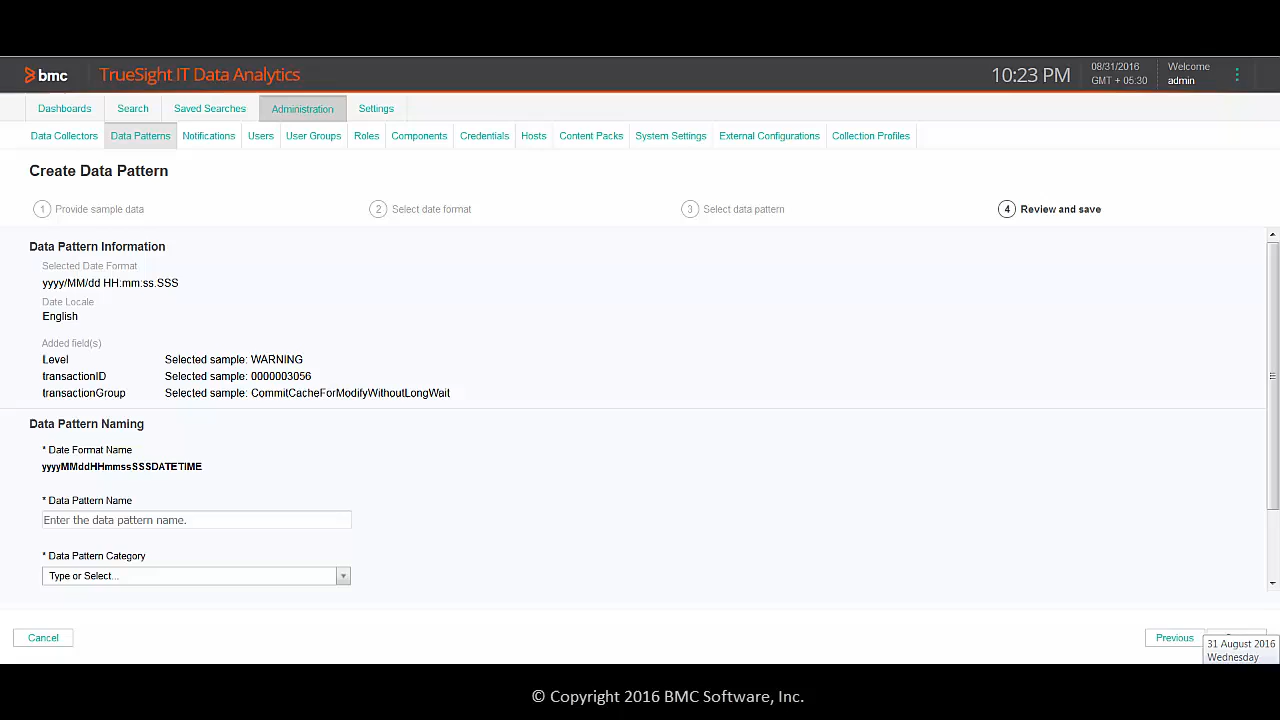 bmc
TrueSight IT Data Analytics
10:23 PM
08/31/2016
GMT + 05:30
Welcome
admin
Dashboards Search Saved Searches Administration Settings
Data Collectors Data Patterns Notifications Users User Groups Roles Components Credentials Hosts Content Packs System Settings External Configurations Collection Profiles
Create Data Pattern
1 Provide sample data 2 Select date format 3 Select data pattern 4 Review and save
Data Pattern Information
Selected Date Format
yyyy/MM/dd HH:mm:ss.SSS
Date Locale
English
Added field(s)
Level Selected sample: WARNING
transactionID Selected sample: 0000003056
transactionGroup Selected sample: CommitCacheForModifyWithoutLongWait
Data Pattern Naming
* Date Format Name
yyyyMMddHHmmssSSSDATETIME
* Data Pattern Name
Enter the data pattern name.
* Data Pattern Category
Type or Select...
Cancel Previous
31 August 2016
Wednesday
© Copyright 2016 BMC Software, Inc.